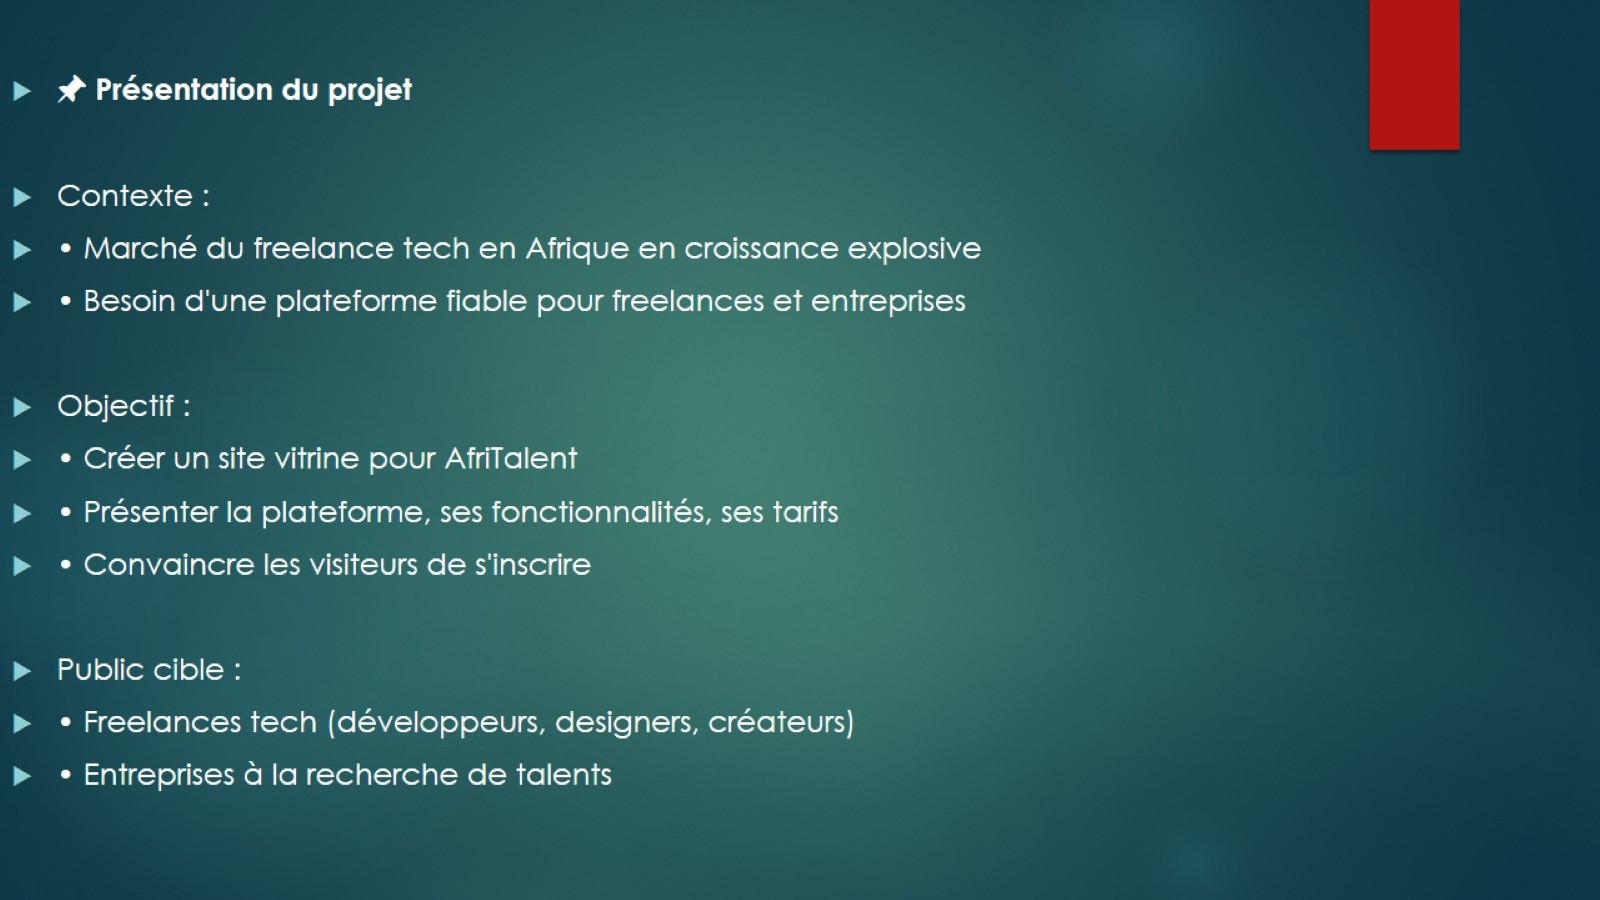 📌 Présentation du projet
Contexte :
• Marché du freelance tech en Afrique en croissance explosive
• Besoin d'une plateforme fiable pour freelances et entreprises
Objectif :
• Créer un site vitrine pour AfriTalent
• Présenter la plateforme, ses fonctionnalités, ses tarifs
• Convaincre les visiteurs de s'inscrire
Public cible :
• Freelances tech (développeurs, designers, créateurs)
• Entreprises à la recherche de talents